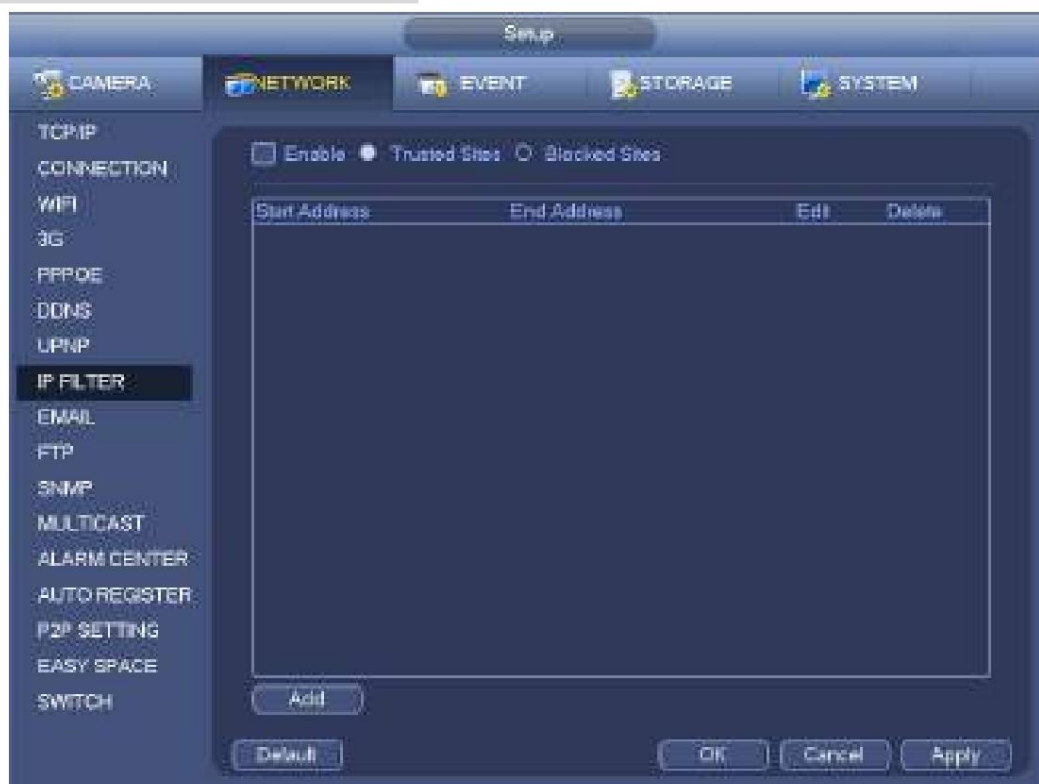 Setup
CAMERA NETWORK EVENT STORAGE SYSTEM
TCP/IP
CONNECTION
WIFI
3G
PPPOE
DDNS
UPNP
IP FILTER
EMAIL
FTP
SNMP
MULTICAST
ALARM CENTER
AUTO REGISTER
P2P SETTING
EASY SPACE
SWITCH
Enable Trusted Sites Blocked Sites
Start Address End Address Edit Delete
Add
Default OK Cancel Apply